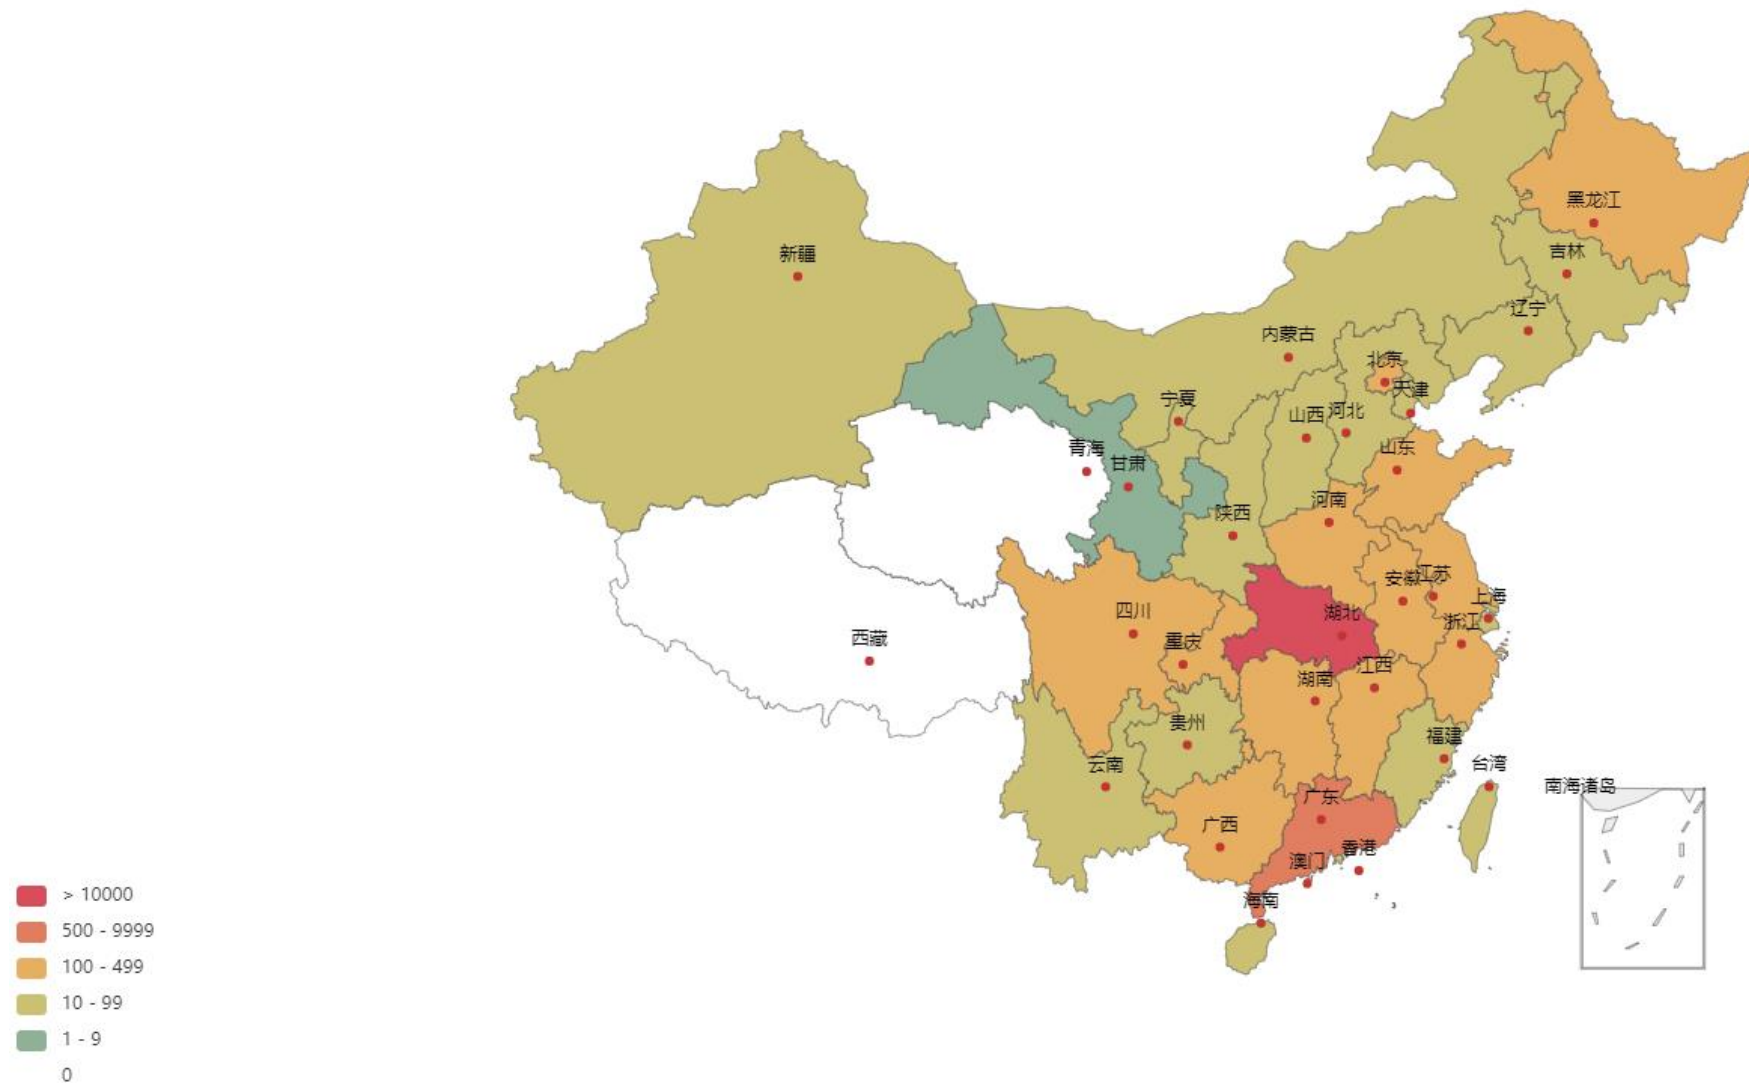 黑龙江
吉林
新疆
辽宁
内蒙古
北京
天津
宁夏
山西
河北
青海
甘肃
山东
河南
陕西
安徽
江苏
上海
四川
湖北
浙江
西藏
重庆
江西
湖南
贵州
福建
云南
台湾
南海诸岛
广东
广西
澳门
香港
海南
> 10000
500 - 9999
100 - 499
10 - 99
1 - 9
0